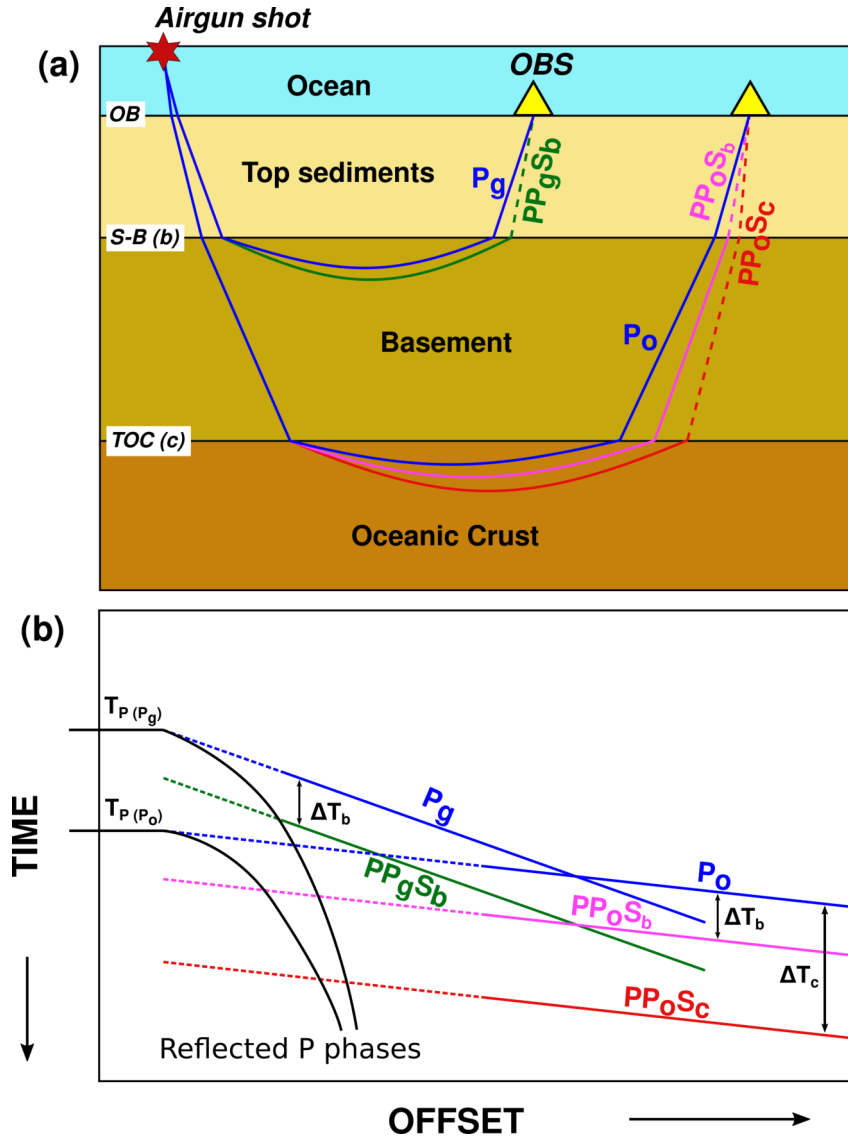 Airgun shot
(a)
OBS
Ocean
OB
Top sediments
Pg
PPgSb
PPoSb
PPoSc
S-B (b)
Basement
Po
TOC (c)
Oceanic Crust
(b)
TP (Pg)
ΔTb
Pg
TP (Po)
TIME
PPgSb
Po
PPoSb
ΔTb
ΔTc
PPoSc
Reflected P phases
OFFSET